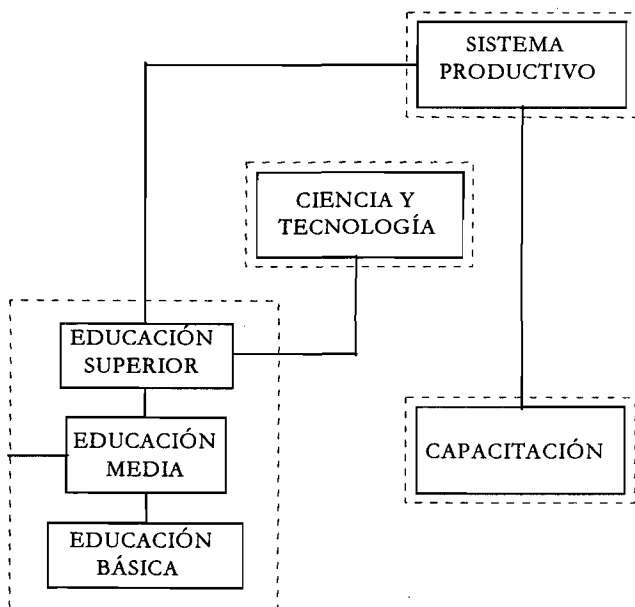 SISTEMA
PRODUCTIVO
CIENCIA Y
TECNOLOGÍA
EDUCACIÓN
SUPERIOR
EDUCACIÓN
MEDIA
CAPACITACIÓN
EDUCACIÓN
BÁSICA